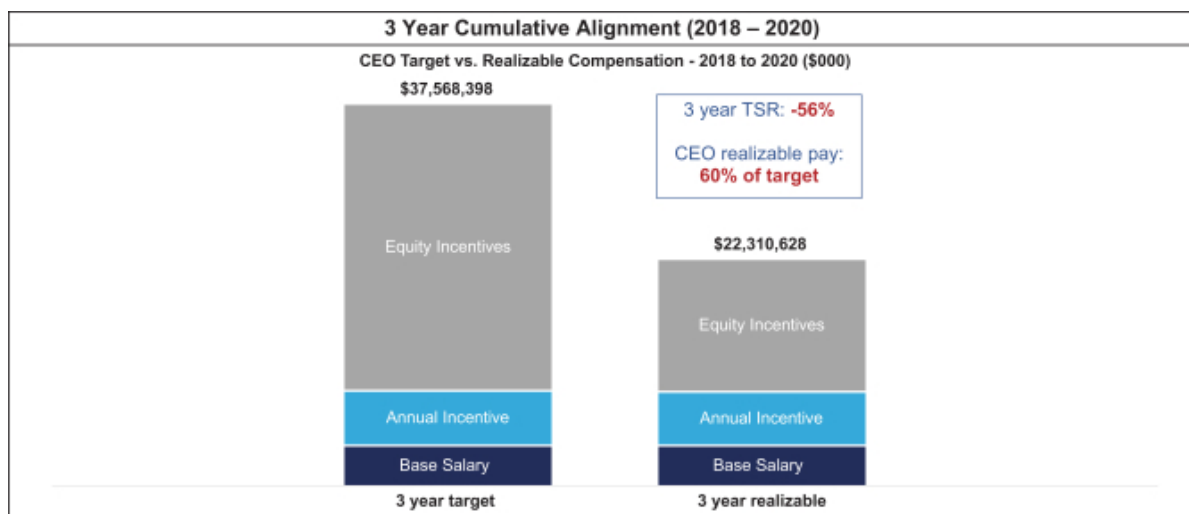 3 Year Cumulative Alignment (2018 – 2020)
CEO Target vs. Realizable Compensation - 2018 to 2020 ($000)
$37,568,398
3 year TSR: -56%
CEO realizable pay:
60% of target
$22,310,628
Equity Incentives
Equity Incentives
Annual Incentive
Annual Incentive
Base Salary
Base Salary
3 year target
3 year realizable